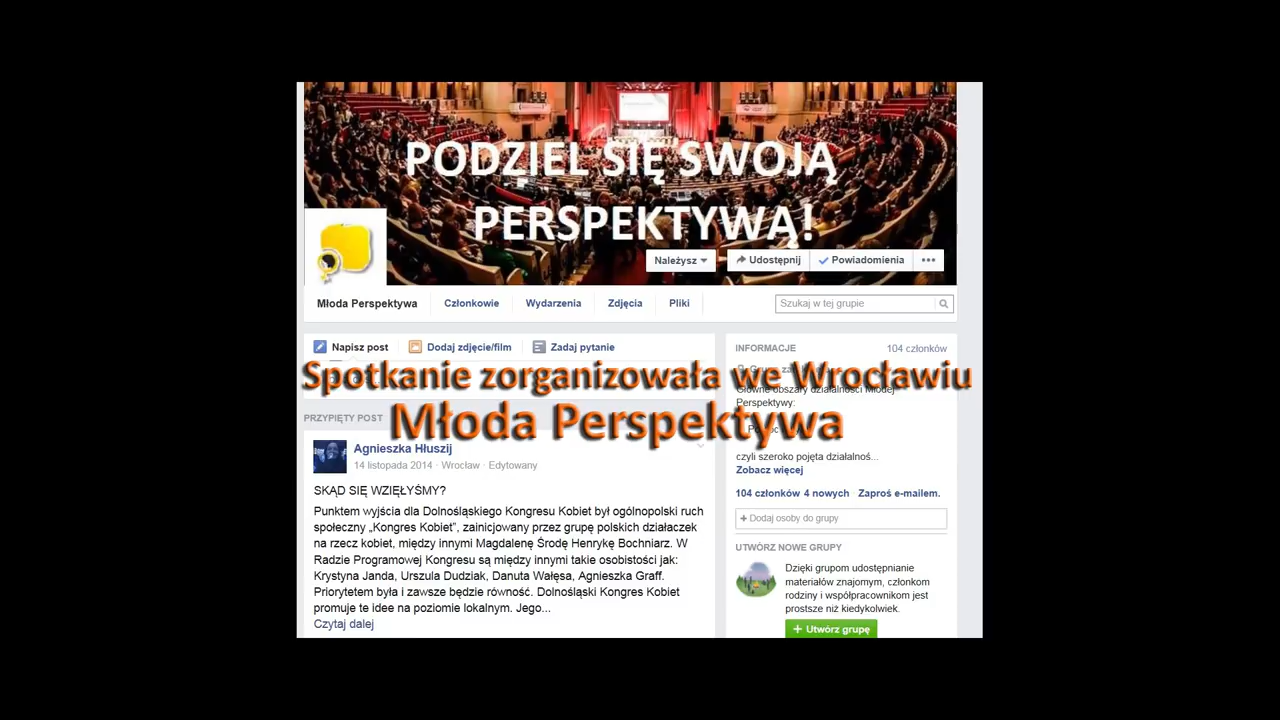 PODZIEL SIĘ SWOJĄ
PERSPEKTYWĄ!
Należysz
Udostępnij
Powiadomienia
Młoda Perspektywa
Członkowie
Wydarzenia
Zdjęcia
Pliki
Szukaj w tej grupie
Napisz post
Dodaj zdjęcie/film
Zadaj pytanie
INFORMACJE
104 członków
Spotkanie zorganizowała we Wrocławiu
Młoda Perspektywa
Główne obszary działalności Młodej
Perspektywy:
czyli szeroko pojęta działalnoś...
Zobacz więcej
104 członków 4 nowych Zaproś e-mailem.
+ Dodaj osoby do grupy
PRZYPIĘTY POST
Agnieszka Hłuszij
14 listopada 2014 · Wrocław · Edytowany
SKĄD SIĘ WZIĘŁYŚMY?
Punktem wyjścia dla Dolnośląskiego Kongresu Kobiet był ogólnopolski ruch
społeczny „Kongres Kobiet”, zainicjowany przez grupę polskich działaczek
na rzecz kobiet, między innymi Magdalenę Środę Henrykę Bochniarz. W
Radzie Programowej Kongresu są między innymi takie osobistości jak:
Krystyna Janda, Urszula Dudziak, Danuta Wałęsa, Agnieszka Graff.
Priorytetem była i zawsze będzie równość. Dolnośląski Kongres Kobiet
promuje te idee na poziomie lokalnym. Jego...
Czytaj dalej
UTWÓRZ NOWE GRUPY
Dzięki grupom udostępnianie
materiałów znajomym, członkom
rodziny i współpracownikom jest
prostsze niż kiedykolwiek.
+ Utwórz grupę